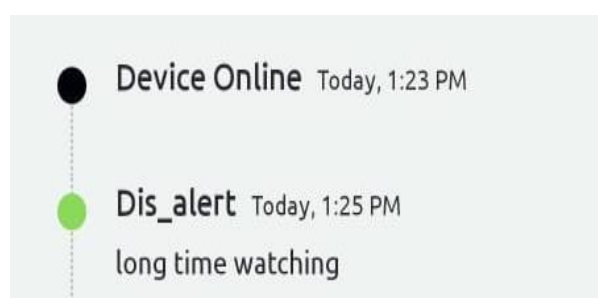 Device Online Today, 1:23 PM
Dis_alert Today, 1:25 PM
long time watching